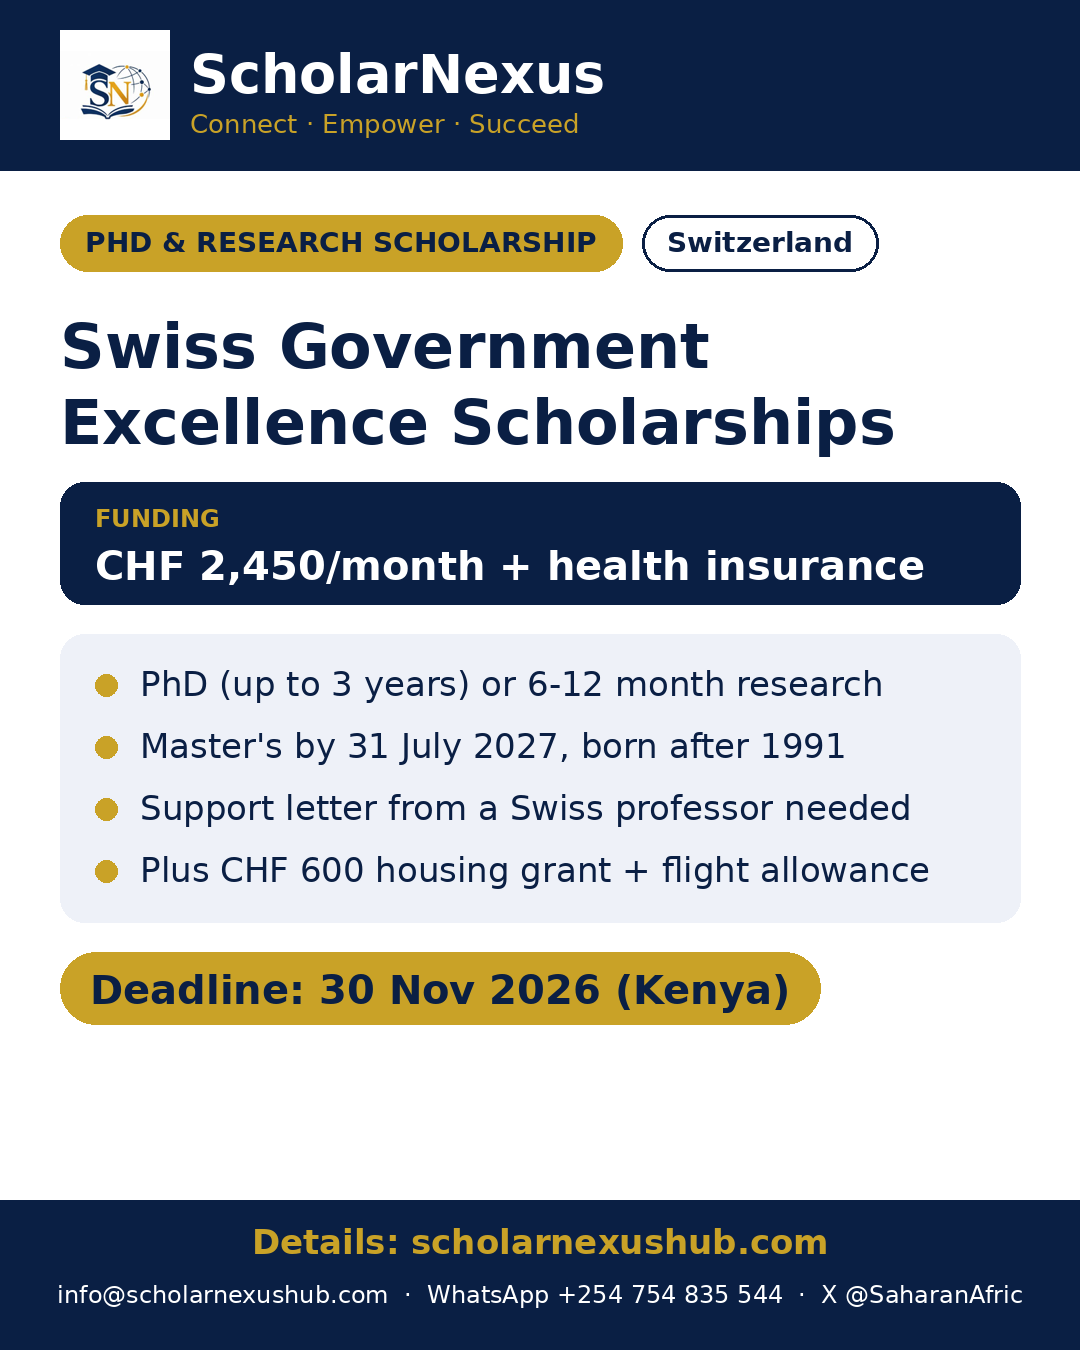 SN
ScholarNexus
Connect · Empower · Succeed
PHD & RESEARCH SCHOLARSHIP
Switzerland
Swiss Government
Excellence Scholarships
FUNDING
CHF 2,450/month + health insurance
PhD (up to 3 years) or 6-12 month research
Master's by 31 July 2027, born after 1991
Support letter from a Swiss professor needed
Plus CHF 600 housing grant + flight allowance
Deadline: 30 Nov 2026 (Kenya)
Details: scholarnexushub.com
info@scholarnexushub.com · WhatsApp +254 754 835 544 · X @SaharanAfric